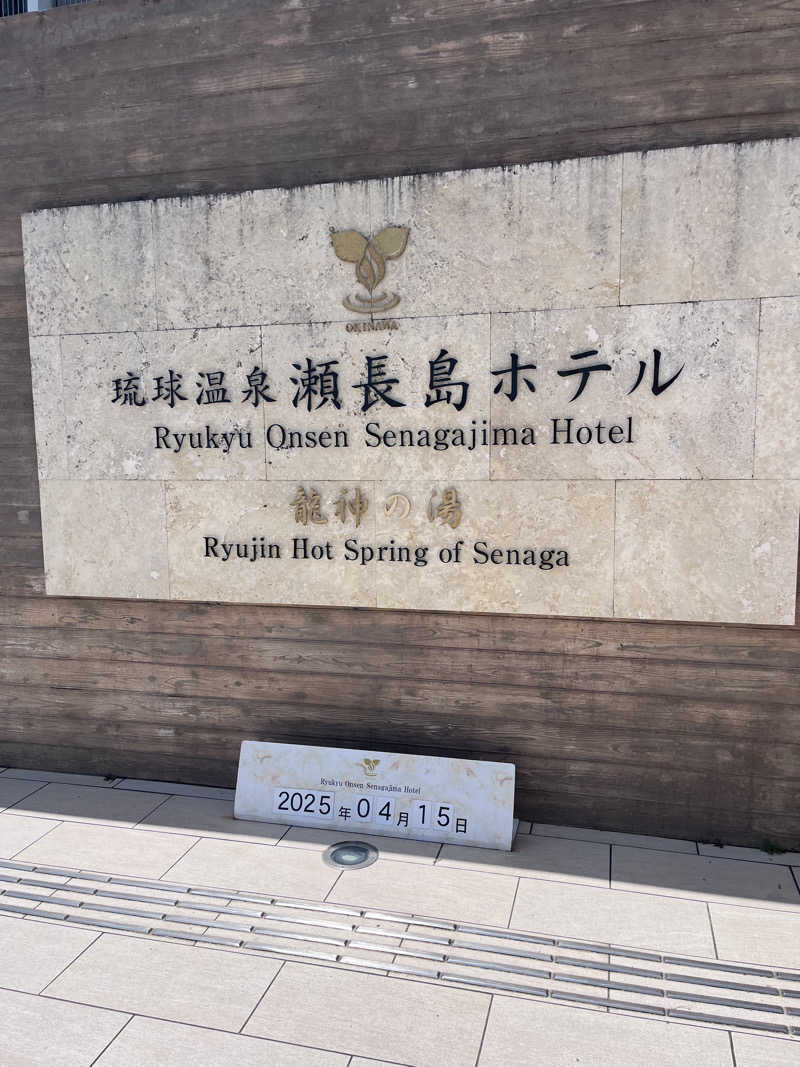 OKINAWA
琉球温泉瀬長島ホテル
Ryukyu Onsen Senagajima Hotel
龍神の湯
Ryujin Hot Spring of Senaga
Ryukyu Onsen Senagajima Hotel
2025年04月15日